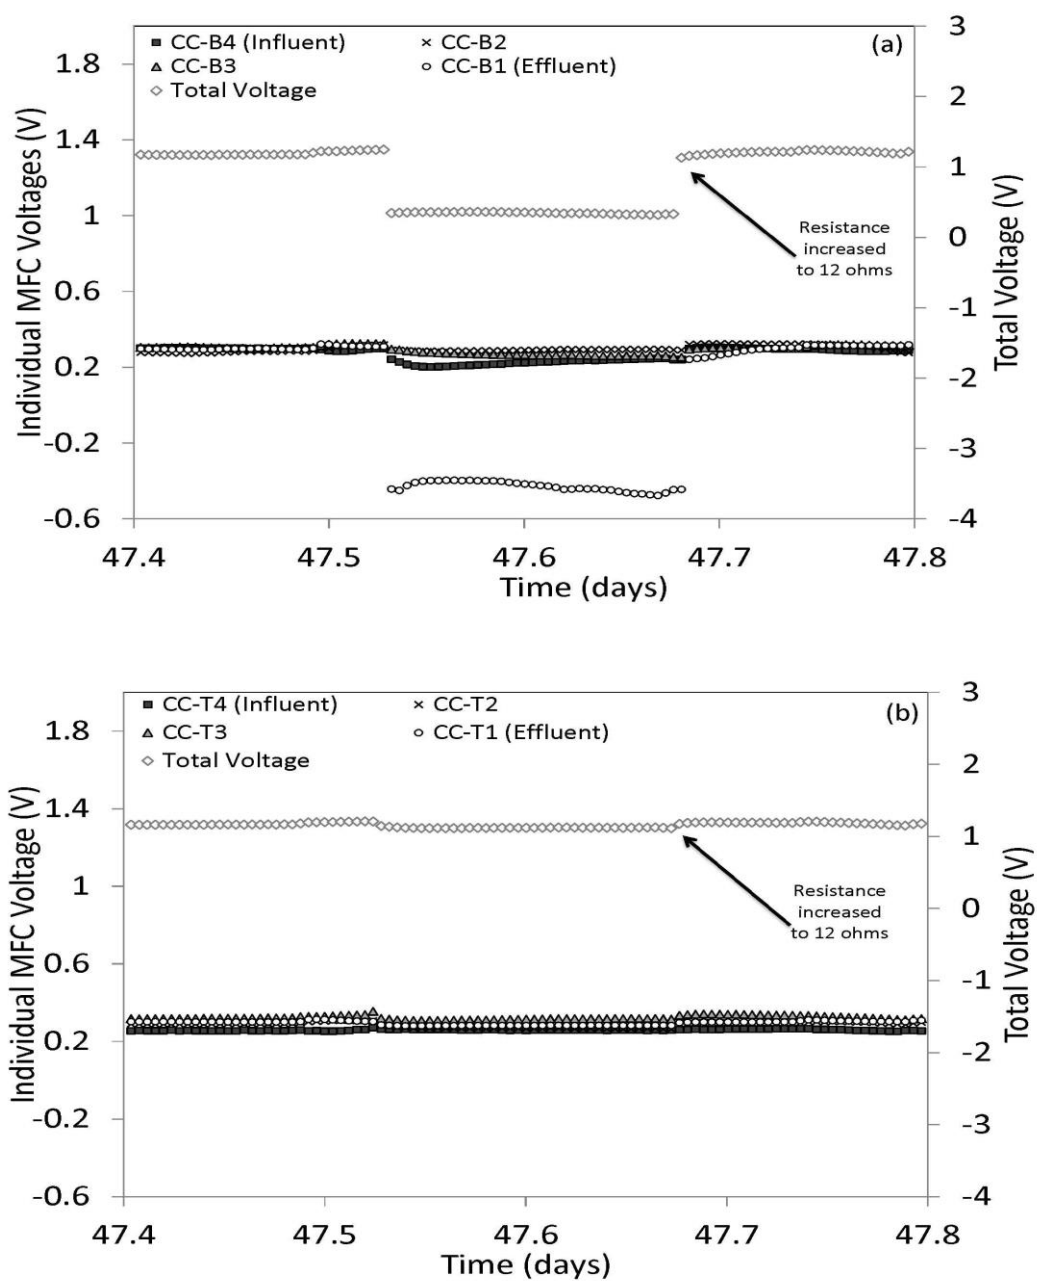 CC-B4 (Influent)
CC-B2
(a)
CC-B3
CC-B1 (Effluent)
Total Voltage
1.8
1.4
1
0.6
0.2
-0.2
-0.6
Individual MFC Voltages (V)
3
2
1
0
-1
-2
-3
-4
Total Voltage (V)
Resistance
increased
to 12 ohms
47.4
47.5
47.6
47.7
47.8
Time (days)
CC-T4 (Influent)
CC-T2
(b)
CC-T3
CC-T1 (Effluent)
Total Voltage
1.8
1.4
1
0.6
0.2
-0.2
-0.6
Individual MFC Voltage (V)
3
2
1
0
-1
-2
-3
-4
Total Voltage (V)
Resistance
increased
to 12 ohms
47.4
47.5
47.6
47.7
47.8
Time (days)